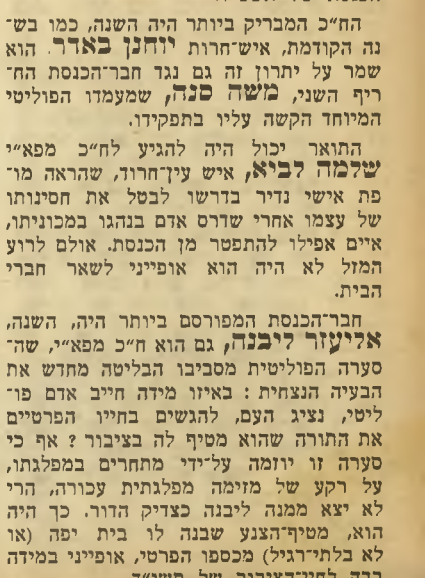 הח״כ המבריק ביותר היה השנה, כמו בש־
נה הקודמת, איש־חרות יוחנן באדר. הוא
שמר על יתרון זה גם נגד חבר־הכנסת הח־
ריף השני, משה סנה, שמעמדו הפוליטי
המיוחד הקשה עליו בתפקידו.
התואר יכול היה להגיע לח״כ מפא״י
שלמה לביא, איש עין־חרוד, שהראה מו־
פת אישי נדיר בדרשו לבטל את חסינותו
של עצמו אחרי שדרס אדם בנהגו במכוניתו,
איים אפילו להתפטר מן הכנסת. אולם לרוע
המזל לא היה הוא אופייני לשאר חברי
הבית.
חבר־הכנסת המפורסם ביותר היה, השנה,
אליעזר ליבנה, גם הוא ח״כ מפא״י, שה־
סערה הפוליטית מסביבו הבליטה מחדש את
הבעיה הנצחית : באיזו מידה חייב אדם פו־
ליטי, נציג העם, להגשים בחייו הפרטיים
את התורה שהוא מטיף לה בציבור ? אף כי
סערה זו יוזמה על־ידי מתחרים במפלגתו,
על רקע של מזימה מפלגתית עכורה, הרי
לא יצא ממנה ליבנה כצדיק הדור. כך היה
הוא, מטיף־הצנע שבנה לו בית יפה (או
לא בלתי־רגיל) מכספו הפרטי, אופייני במידה